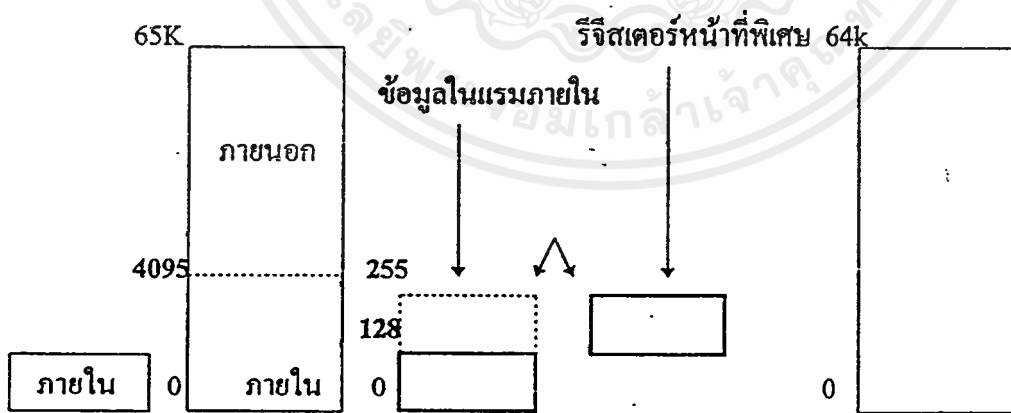 65K
รีจีสเตอร์หน้าที่พิเศษ 64k
ข้อมูลในแรมภายใน
ภายนอก
4095
255
128
ภายใน
0
ภายใน
0
0